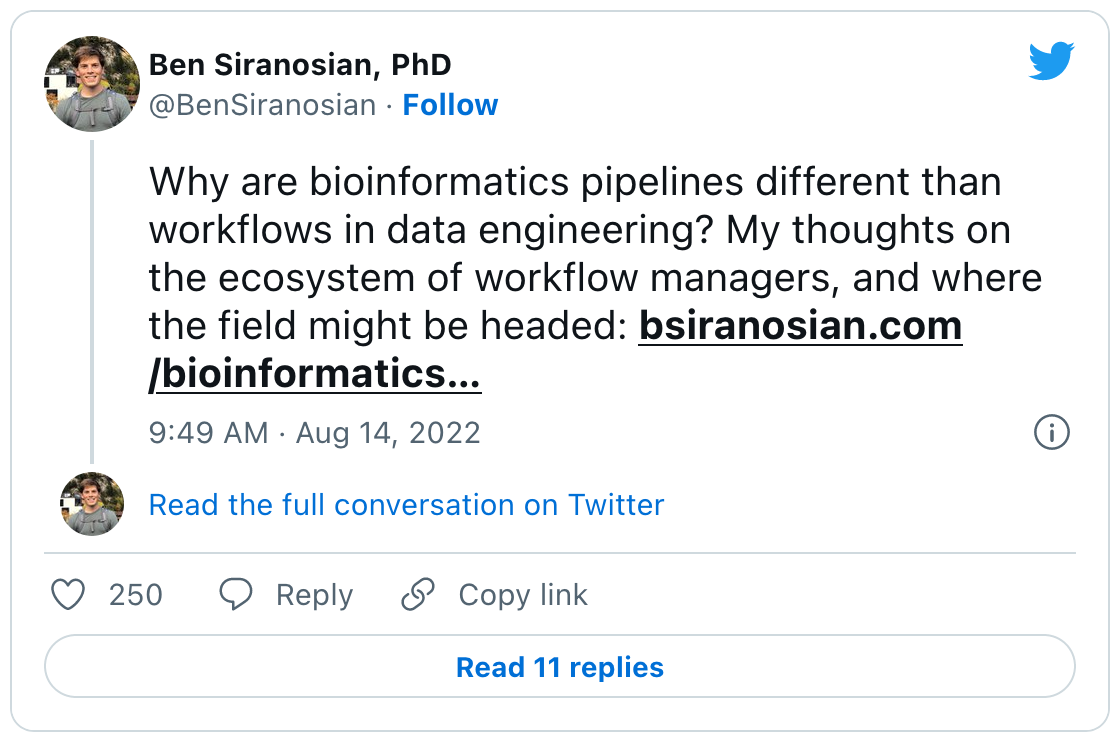 Ben Siranosian, PhD
@BenSiranosian · Follow
Why are bioinformatics pipelines different than
workflows in data engineering? My thoughts on
the ecosystem of workflow managers, and where
the field might be headed: bsiranosian.com
/bioinformatics...
9:49 AM · Aug 14, 2022
Read the full conversation on Twitter
250 Reply Copy link
Read 11 replies